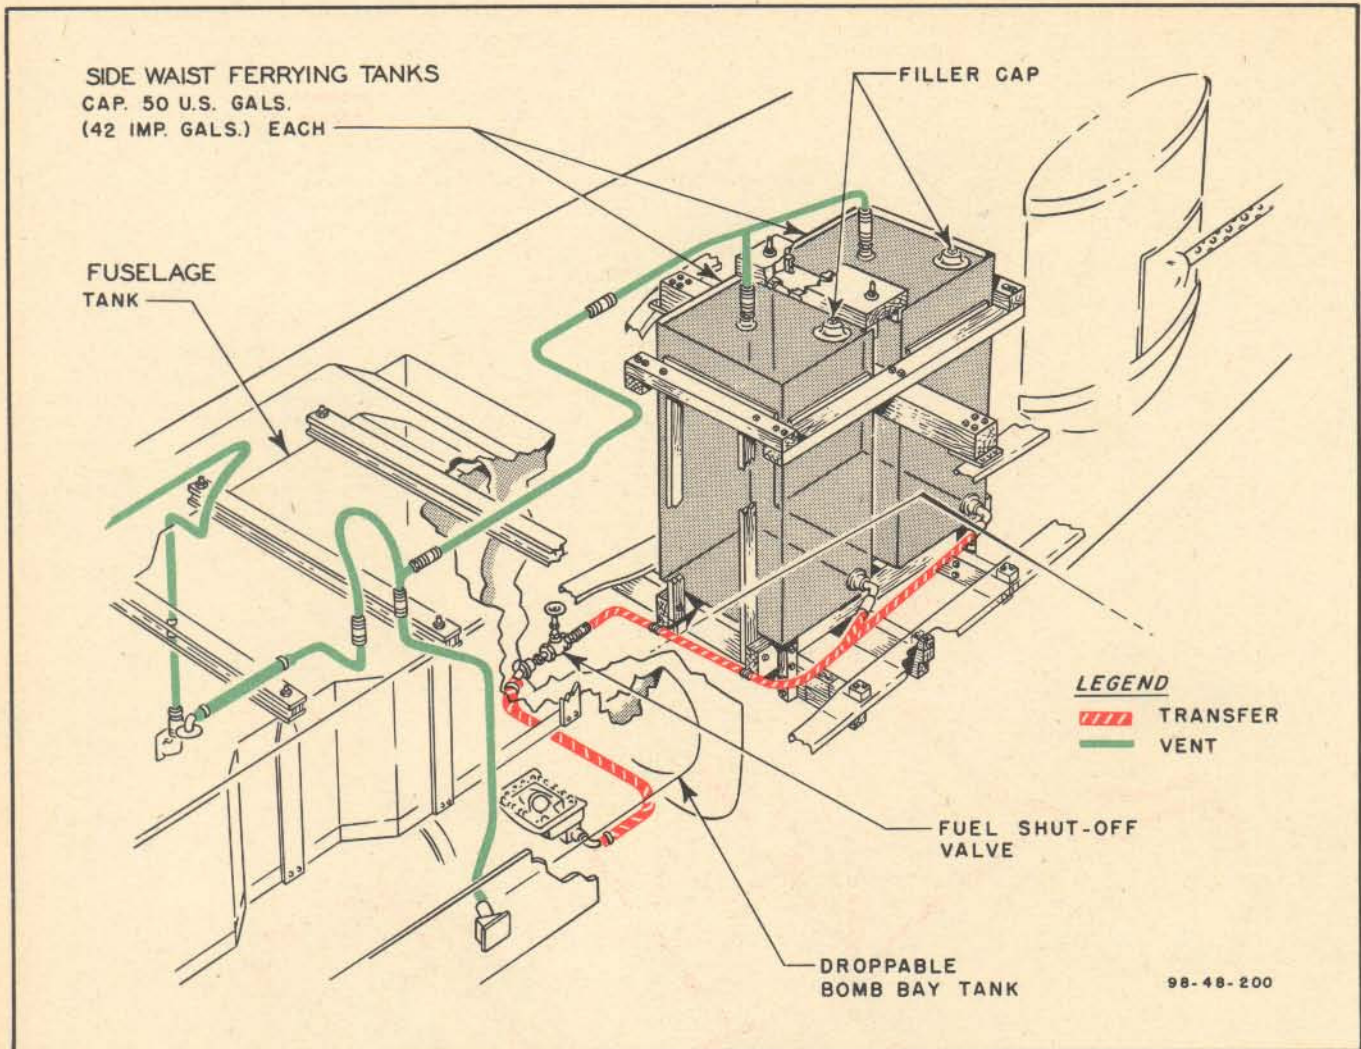 SIDE WAIST FERRYING TANKS
CAP. 50 U.S. GALS.
(42 IMP. GALS.) EACH
FILLER CAP
FUSELAGE
TANK
LEGEND
TRANSFER
VENT
FUEL SHUT-OFF
VALVE
DROPPABLE
BOMB BAY TANK
98-48-200